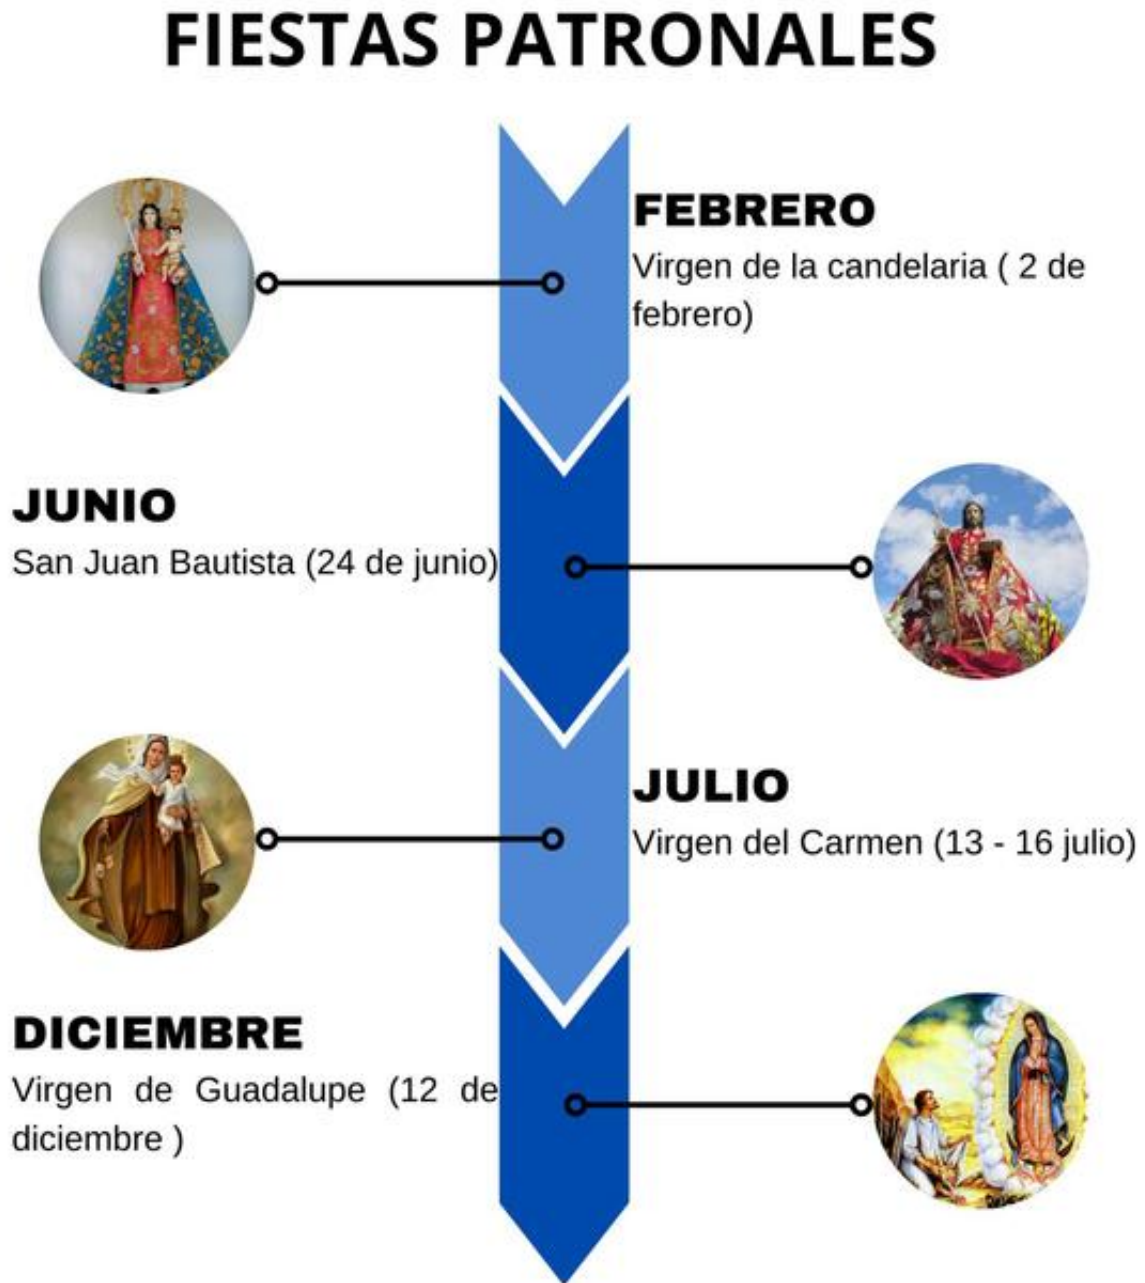 FIESTAS PATRONALES
FEBRERO
Virgen de la candelaria ( 2 de
febrero)
JUNIO
San Juan Bautista (24 de junio)
JULIO
Virgen del Carmen (13 - 16 julio)
DICIEMBRE
Virgen de Guadalupe (12 de
diciembre )